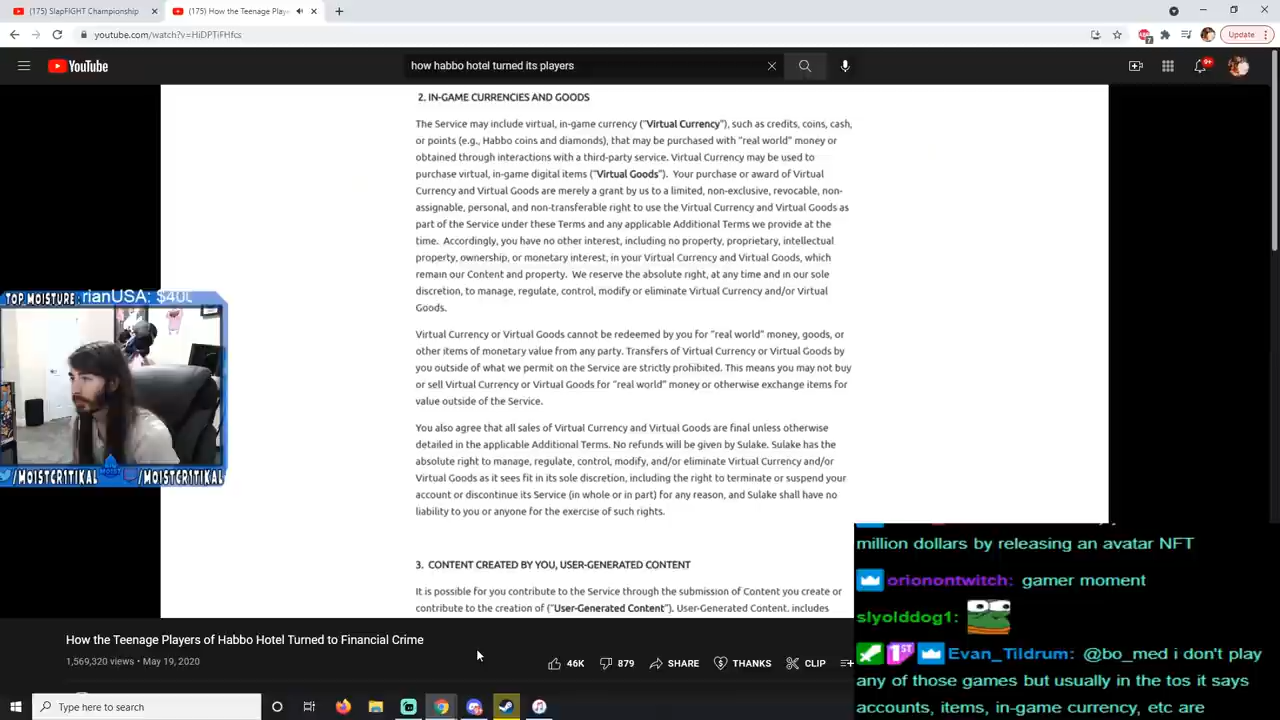 (175) SlapFIGHT Championship
(175) How the Teenage Play
youtube.com/watch?v=HiDPTiFHfcs
Update
YouTube
how habbo hotel turned its players
9+
2. IN-GAME CURRENCIES AND GOODS
The Service may include virtual, in-game currency ("Virtual Currency"), such as credits, coins, cash,
or points (e.g., Habbo coins and diamonds), that may be purchased with "real world" money or
obtained through interactions with a third-party service. Virtual Currency may be used to
purchase virtual, in-game digital items ("Virtual Goods"). Your purchase or award of Virtual
Currency and Virtual Goods are merely a grant by us to a limited, non-exclusive, revocable, non-
assignable, personal, and non-transferable right to use the Virtual Currency and Virtual Goods as
part of the Service under these Terms and any applicable Additional Terms we provide at the
time. Accordingly, you have no other interest, including no property, proprietary, intellectual
property, ownership, or monetary interest, in your Virtual Currency and Virtual Goods, which
remain our Content and property. We reserve the absolute right, at any time and in our sole
discretion, to manage, regulate, control, modify or eliminate Virtual Currency and/or Virtual
Goods.
Virtual Currency or Virtual Goods cannot be redeemed by you for "real world" money, goods, or
other items of monetary value from any party. Transfers of Virtual Currency or Virtual Goods by
you outside of what we permit on the Service are strictly prohibited. This means you may not buy
or sell Virtual Currency or Virtual Goods for "real world" money or otherwise exchange items for
value outside of the Service.
You also agree that all sales of Virtual Currency and Virtual Goods are final unless otherwise
detailed in the applicable Additional Terms. No refunds will be given by Sulake. Sulake has the
absolute right to manage, regulate, control, modify, and/or eliminate Virtual Currency and/or
Virtual Goods as it sees fit in its sole discretion, including the right to terminate or suspend your
account or discontinue its Service (in whole or in part) for any reason, and Sulake shall have no
liability to you or anyone for the exercise of such rights.
3. CONTENT CREATED BY YOU, USER-GENERATED CONTENT
It is possible for you contribute to the Service through the submission of Content you create or
contribute to the creation of ("User-Generated Content"). User-Generated Content. includes
TOP MOISTURE: rianUSA: $400
/MOISTCR1TIKAL MOIST /MOISTCR1TIKAL
How the Teenage Players of Habbo Hotel Turned to Financial Crime
1,569,320 views • May 19, 2020
46K 879 SHARE THANKS CLIP
million dollars by releasing an avatar NFT
orionontwitch: gamer moment
slyolddog1:
1ST Evan_Tildrum: @bo_med i don't play
any of those games but usually in the tos it says
accounts, items, in-game currency, etc are
Type here to search